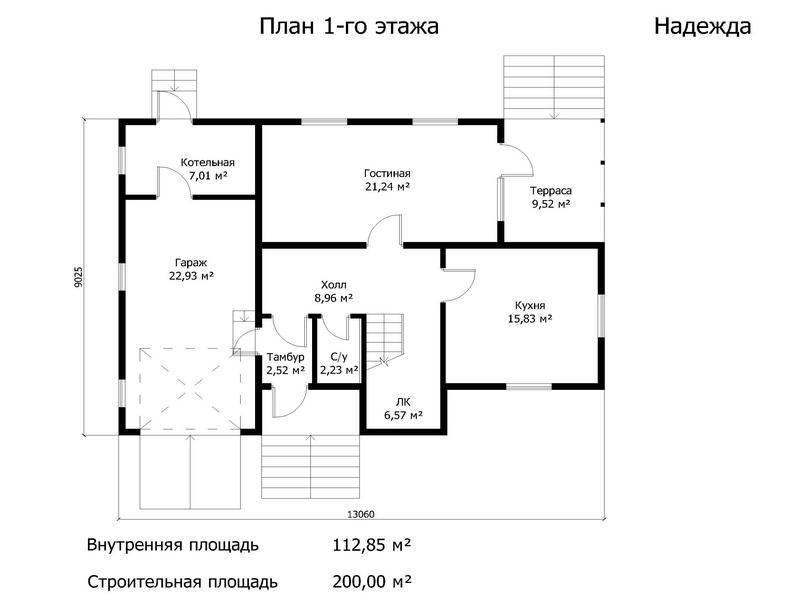 План 1-го этажа
Надежда
Котельная
7,01 м²
Гостиная
21,24 м²
Терраса
9,52 м²
Гараж
22,93 м²
9025
Холл
8,96 м²
Кухня
15,83 м²
Тамбур
2,52 м²
С/у
2,23 м²
ЛК
6,57 м²
13060
Внутренняя площадь 112,85 м²
Строительная площадь 200,00 м²